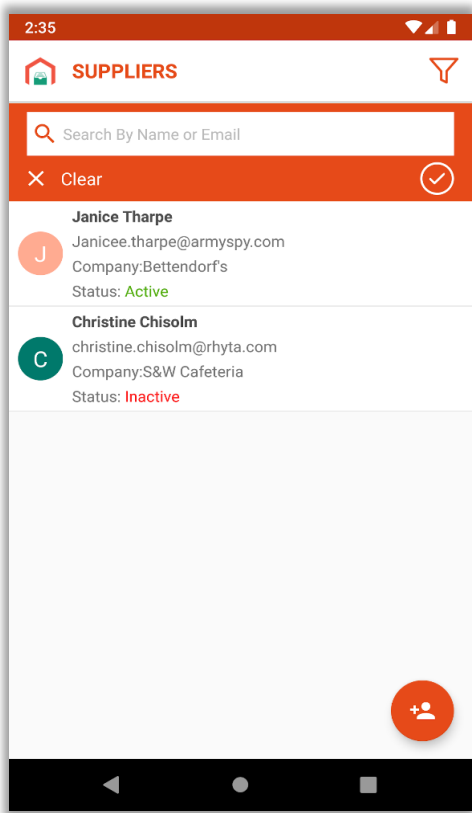 2:35
SUPPLIERS
Search By Name or Email
Clear
Janice Tharpe
J
Janicee.tharpe@armyspy.com
Company:Bettendorf's
Status: Active
Christine Chisolm
C
christine.chisolm@rhyta.com
Company:S&W Cafeteria
Status: Inactive